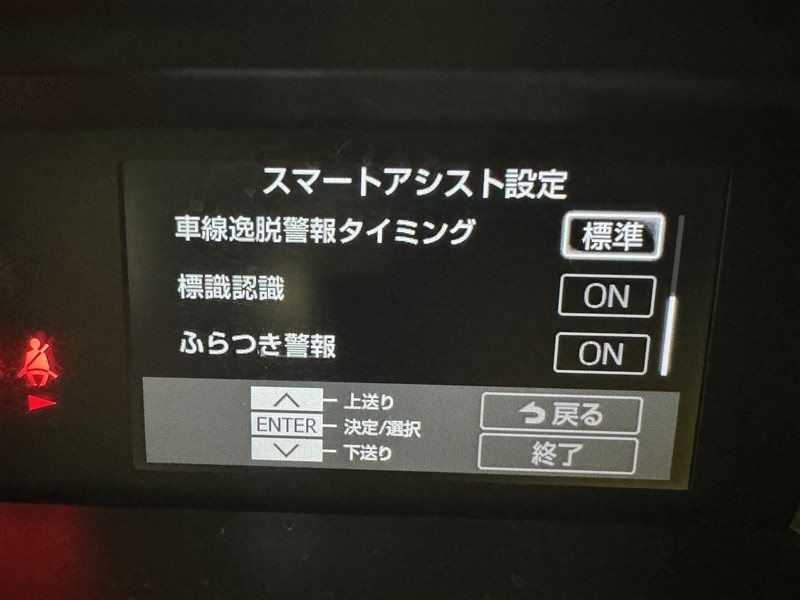 スマートアシスト設定
車線逸脱警報タイミング 標準
標識認識 ON
ふらつき警報 ON
上送り
ENTER 決定/選択
下送り
戻る
終了